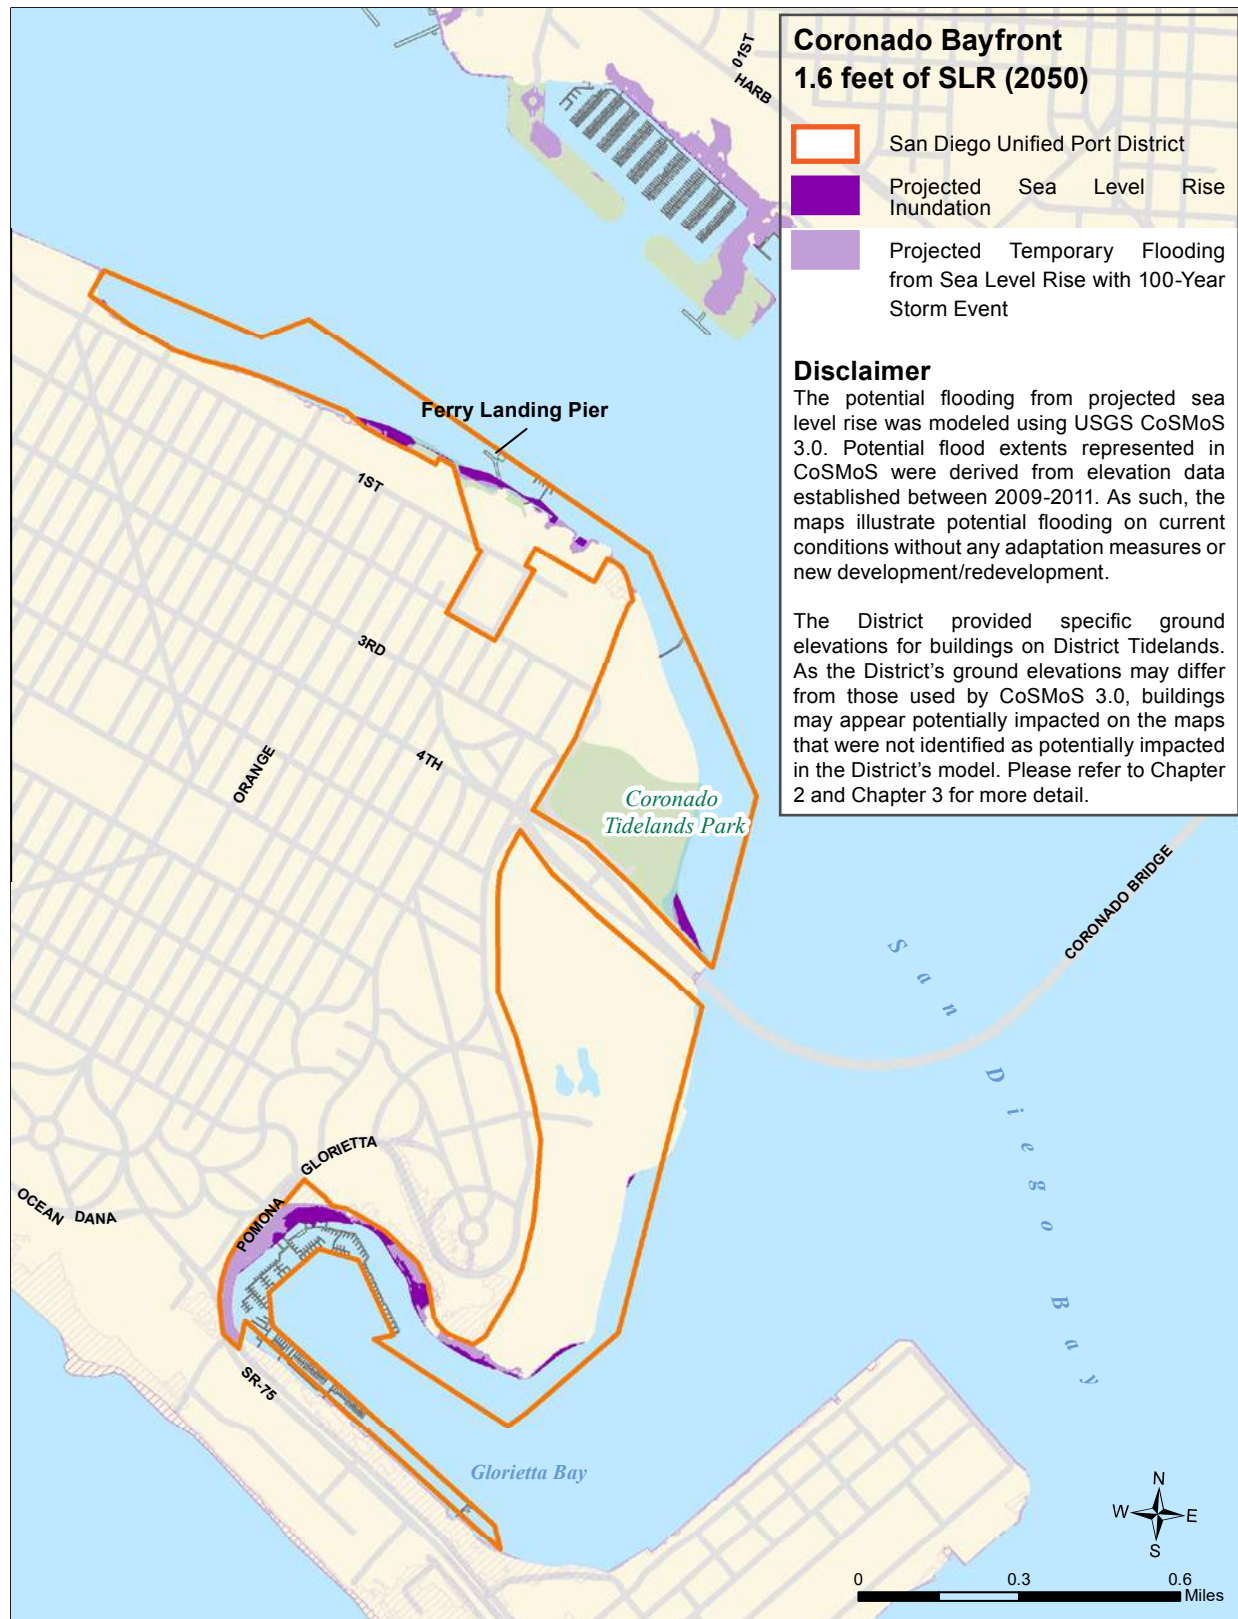 Coronado Bayfront
1.6 feet of SLR (2050)
San Diego Unified Port District
Projected Sea Level Rise
Inundation
Projected Temporary Flooding
from Sea Level Rise with 100-Year
Storm Event
Disclaimer
The potential flooding from projected sea
level rise was modeled using USGS CoSMoS
3.0. Potential flood extents represented in
CoSMoS were derived from elevation data
established between 2009-2011. As such, the
maps illustrate potential flooding on current
conditions without any adaptation measures or
new development/redevelopment.
The District provided specific ground
elevations for buildings on District Tidelands.
As the District's ground elevations may differ
from those used by CoSMoS 3.0, buildings
may appear potentially impacted on the maps
that were not identified as potentially impacted
in the District's model. Please refer to Chapter
2 and Chapter 3 for more detail.
01ST
HARB
Ferry Landing Pier
1ST
3RD
4TH
ORANGE
Coronado
Tidelands Park
CORONADO BRIDGE
San Diego Bay
GLORIETTA
POMONA
OCEAN
DANA
SR-75
Glorietta Bay
N
W E
S
0 0.3 0.6
Miles